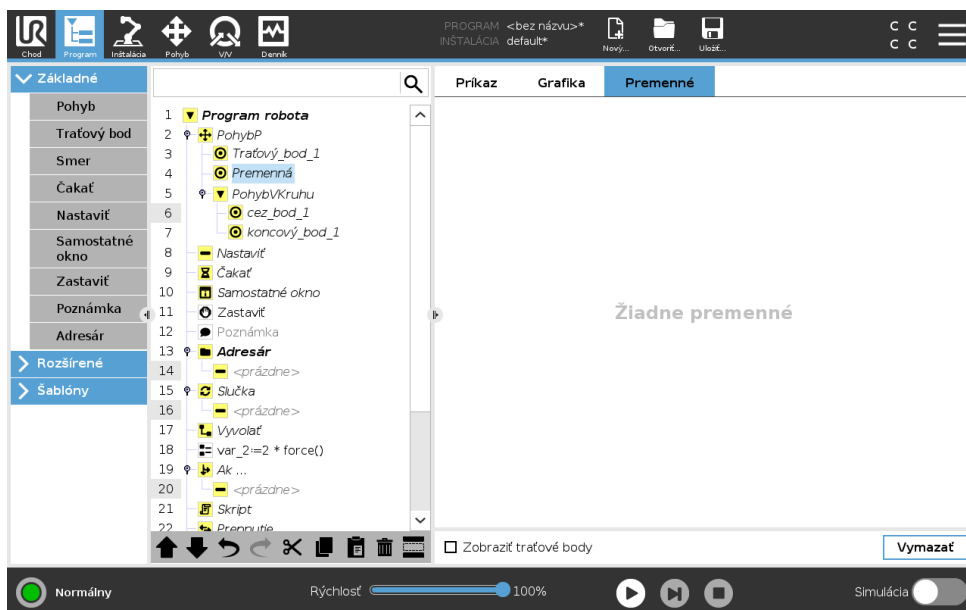 PROGRAM <bez názvu>*
INŠTALÁCIA default*
Chod
Program
Inštalácia
Pohyb
V/V
Denník
Nový...
Otvoriť...
Uložiť...
C C
C C
Základné
Pohyb
Traťový bod
Smer
Čakať
Nastaviť
Samostatné
okno
Zastaviť
Poznámka
Adresár
Rozšírené
Šablóny
1 Program robota
2 PohybP
3 Traťový_bod_1
4 Premenná
5 PohybVKruhu
6 cez_bod_1
7 koncový_bod_1
8 Nastaviť
9 Čakať
10 Samostatné okno
11 Zastaviť
12 Poznámka
13 Adresár
14 <prázdne>
15 Slučka
16 <prázdne>
17 Vyvolať
18 var_2:=2 * force()
19 Ak ...
20 <prázdne>
21 Skript
22 Prepnutie
Príkaz Grafika Premenné
Žiadne premenné
Zobraziť traťové body
Vymazať
Normálny
Rýchlosť 100%
Simulácia